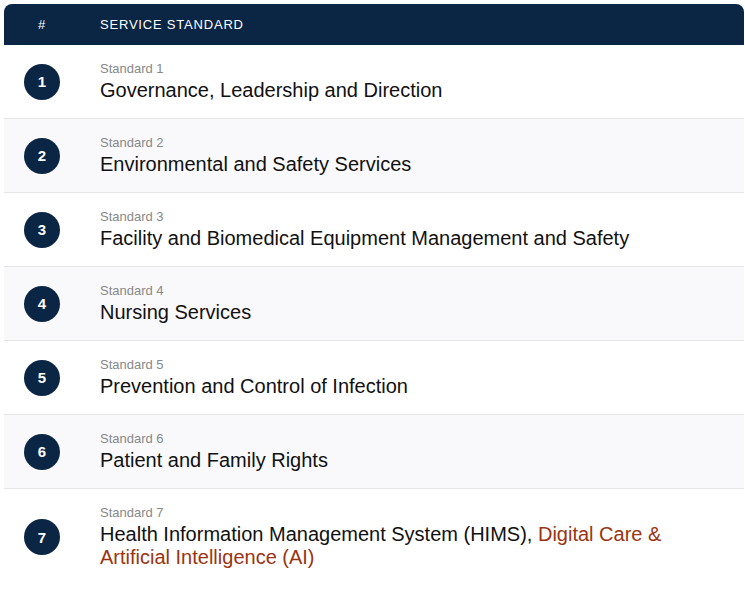 # SERVICE STANDARD
1
Standard 1
Governance, Leadership and Direction
2
Standard 2
Environmental and Safety Services
3
Standard 3
Facility and Biomedical Equipment Management and Safety
4
Standard 4
Nursing Services
5
Standard 5
Prevention and Control of Infection
6
Standard 6
Patient and Family Rights
7
Standard 7
Health Information Management System (HIMS), Digital Care &
Artificial Intelligence (AI)